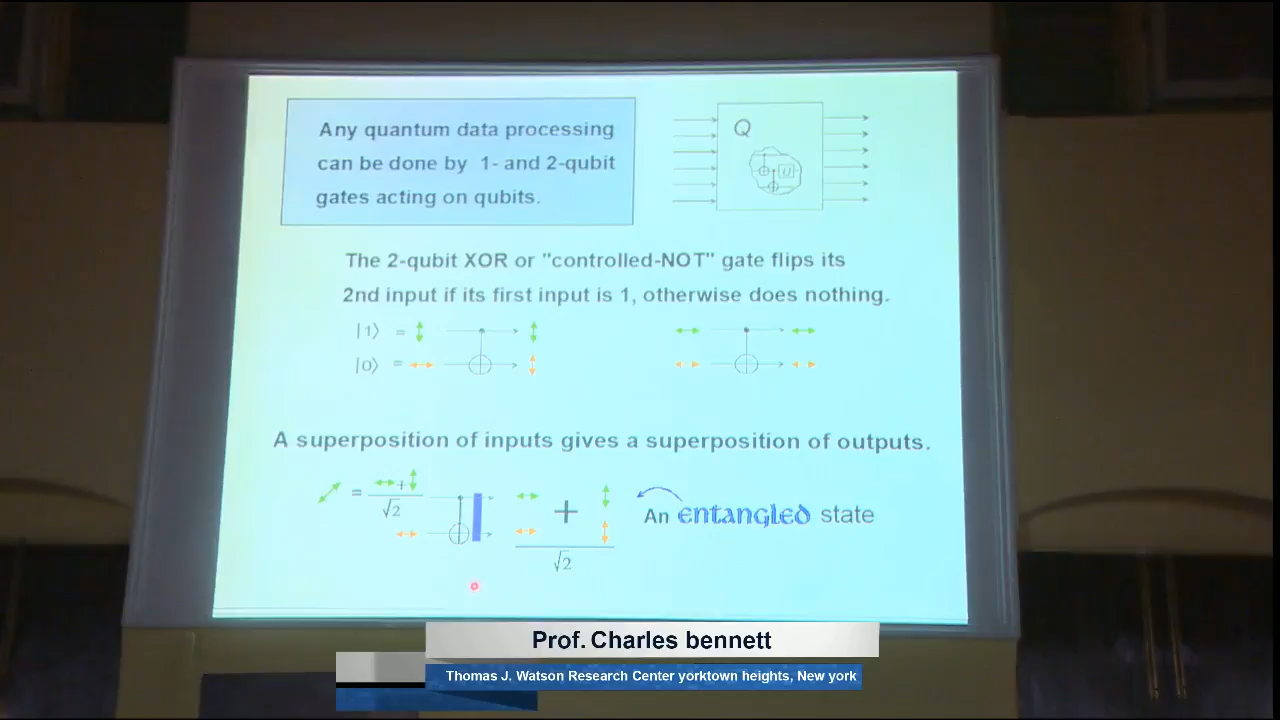 Any quantum data processing
can be done by 1- and 2-qubit
gates acting on qubits.
Q
U
The 2-qubit XOR or "controlled-NOT" gate flips its
2nd input if its first input is 1, otherwise does nothing.
|1⟩ =
|0⟩ =
A superposition of inputs gives a superposition of outputs.
= + / √2
+ / √2
An entangled state
Prof. Charles bennett
Thomas J. Watson Research Center yorktown heights, New york